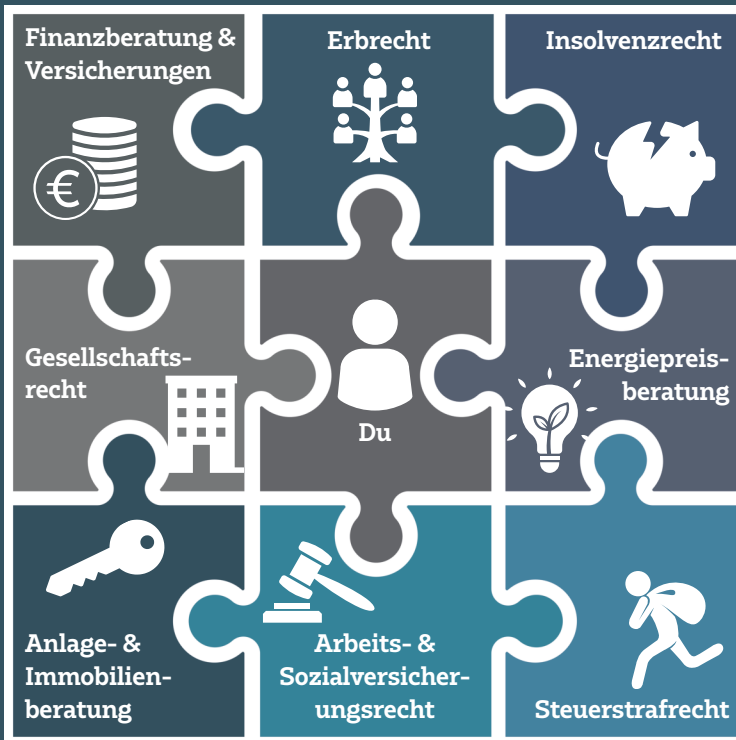 Finanzberatung &
Versicherungen
Erbrecht
Insolvenzrecht
€
Gesellschafts-
recht
Du
Energiepreis-
beratung
Anlage- &
Immobilien-
beratung
Arbeits- &
Sozialversicher-
ungsrecht
Steuerstrafrecht